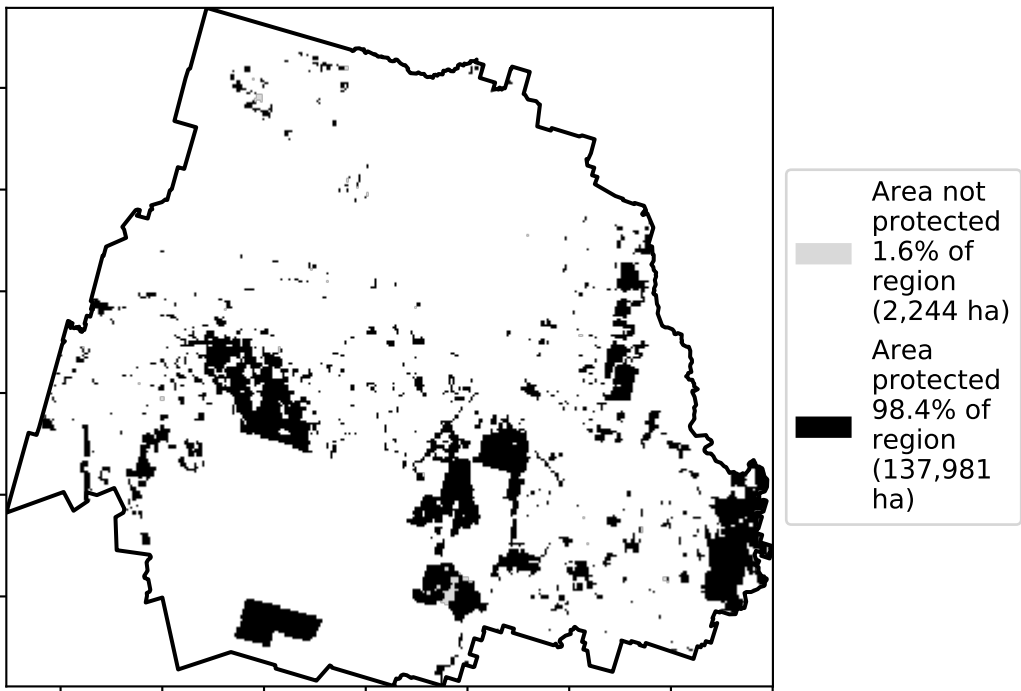 Area not
protected
1.6% of
region
(2,244 ha)
Area
protected
98.4% of
region
(137,981
ha)